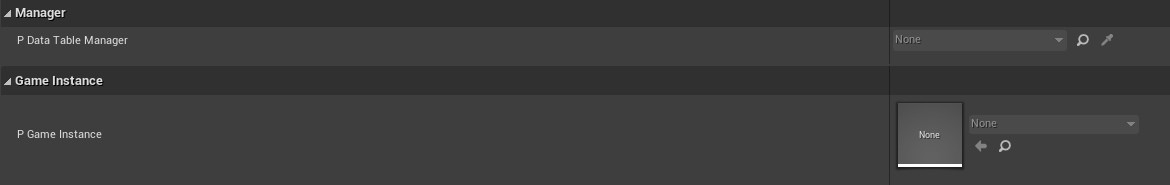 Manager
P Data Table Manager
None
Game Instance
P Game Instance
None
None